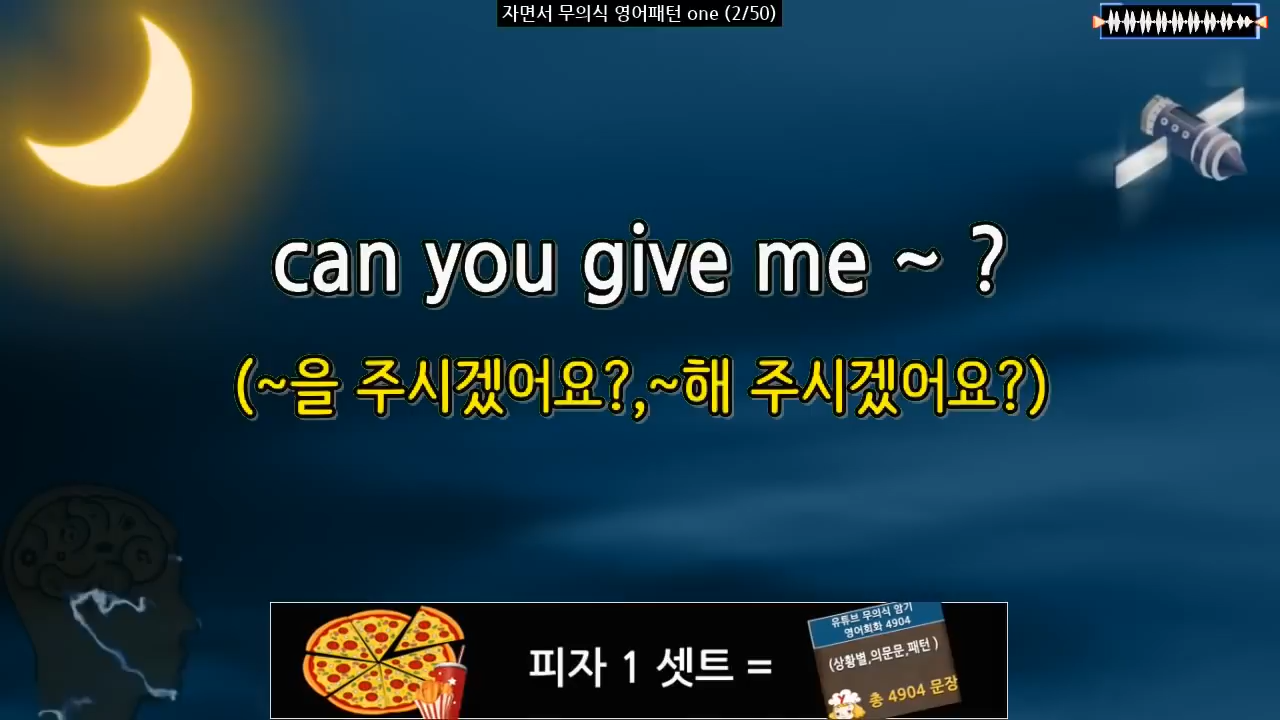 자면서 무의식 영어패턴 one (2/50)
can you give me ~ ?
(~을 주시겠어요?,~해 주시겠어요?)
피자 1 셋트 =
유튜브 무의식 암기
영어회화 4904
(상황별,의문문,패턴 )
총 4904 문장